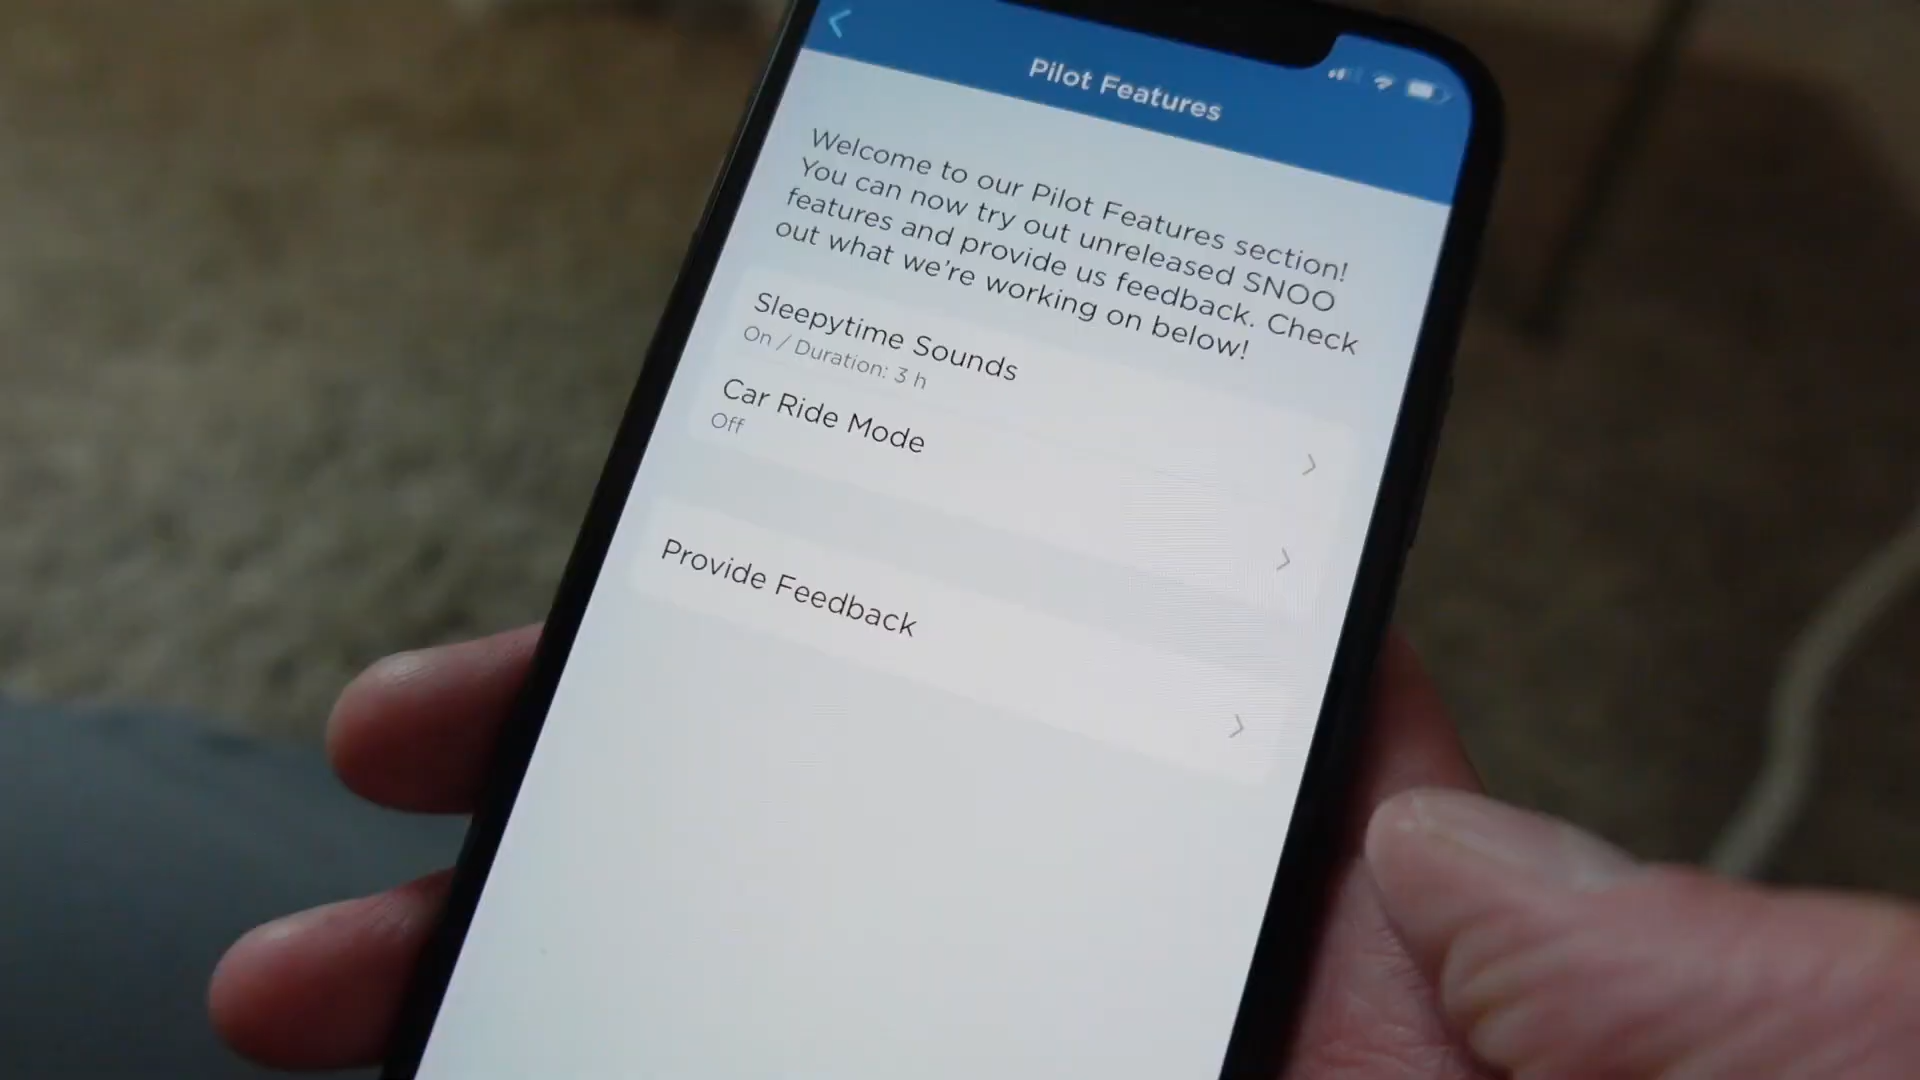 Pilot Features
Welcome to our Pilot Features section!
You can now try out unreleased SNOO
features and provide us feedback. Check
out what we're working on below!
Sleepytime Sounds
On / Duration: 3 h
Car Ride Mode
Off
Provide Feedback